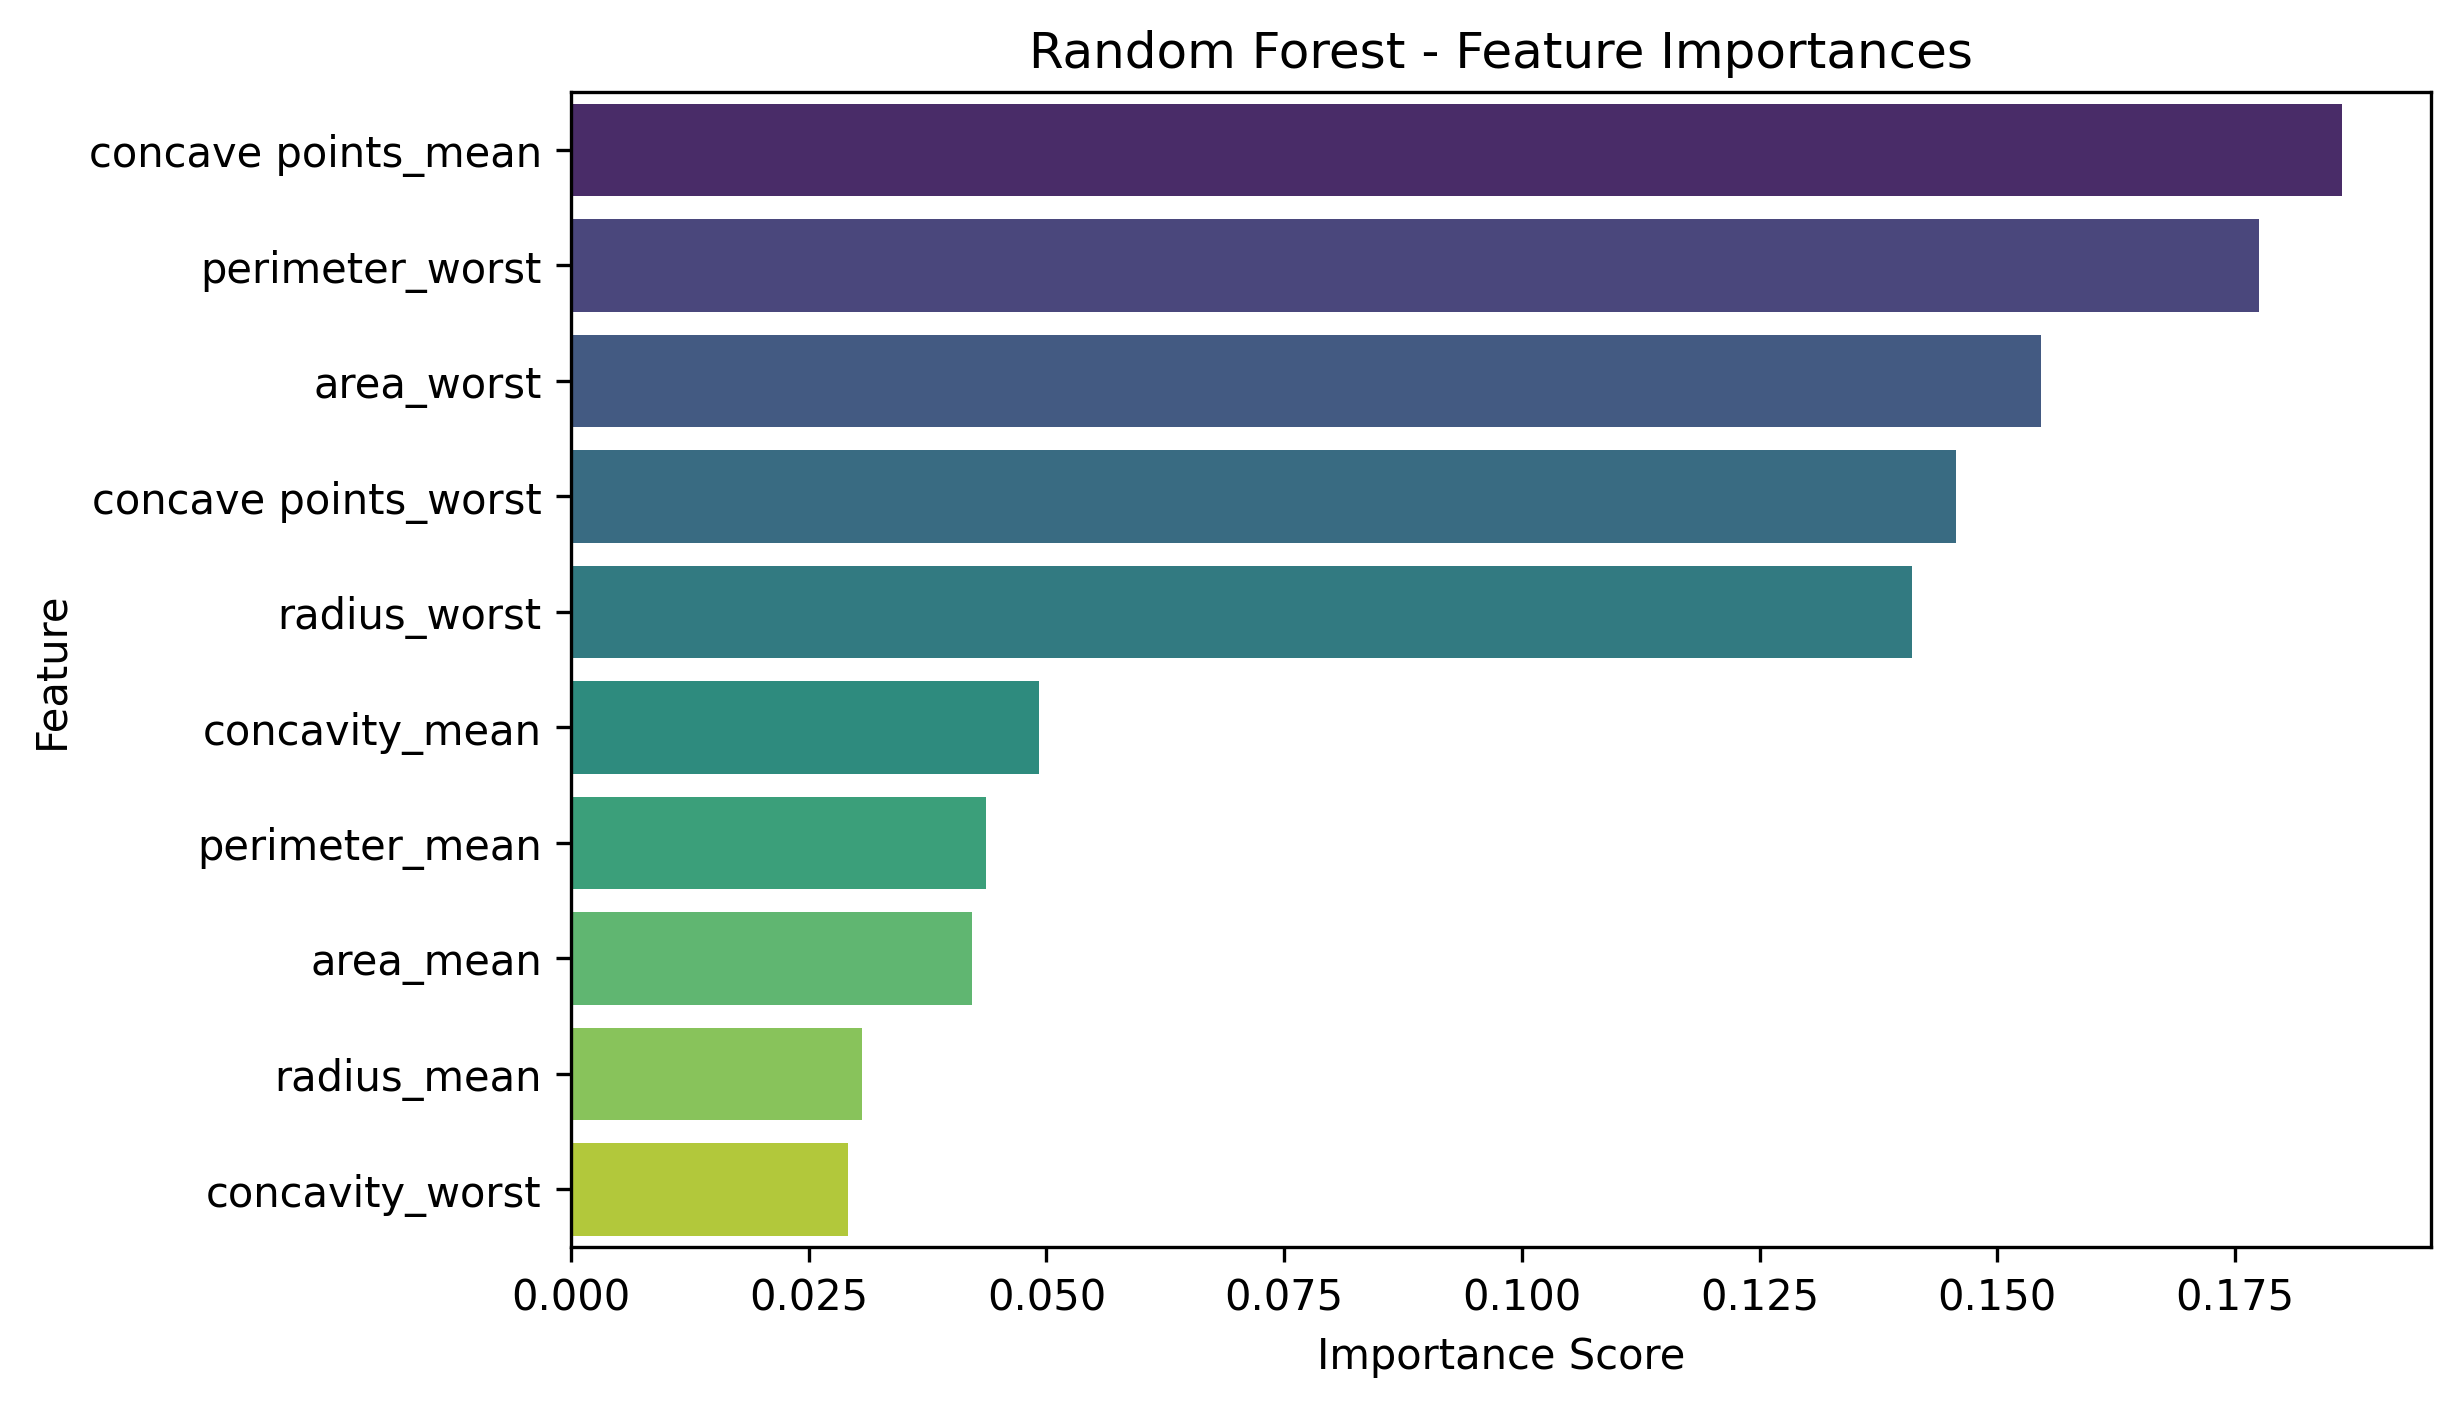 Random Forest - Feature Importances
concave points_mean
perimeter_worst
area_worst
concave points_worst
radius_worst
concavity_mean
perimeter_mean
area_mean
radius_mean
concavity_worst
Feature
0.000 0.025 0.050 0.075 0.100 0.125 0.150 0.175
Importance Score